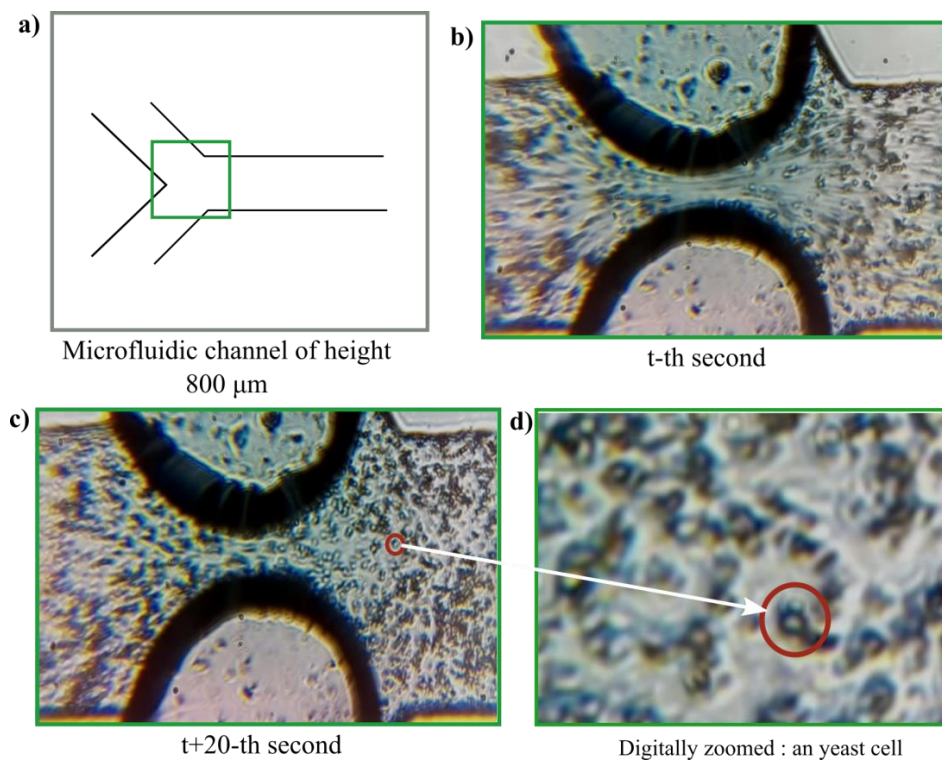 a)
Microfluidic channel of height
800 μm
b)
t-th second
c)
t+20-th second
d)
Digitally zoomed : an yeast cell